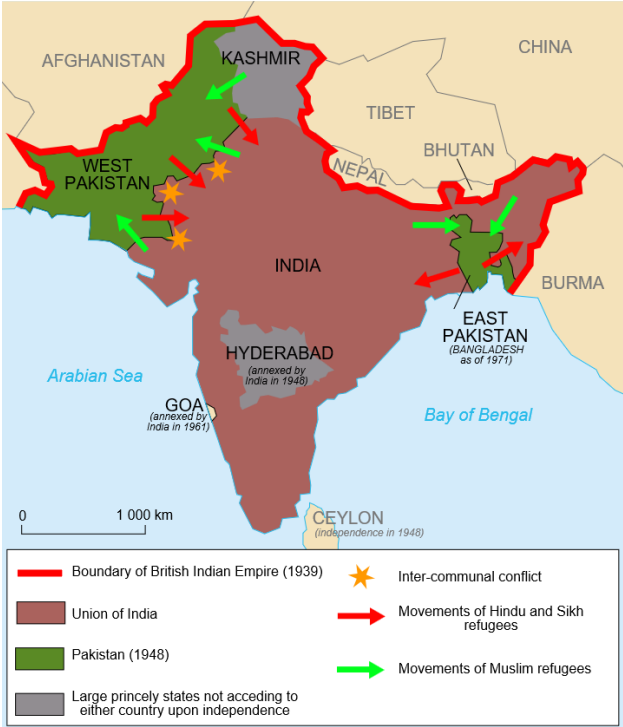 AFGHANISTAN
KASHMIR
CHINA
TIBET
BHUTAN
NEPAL
WEST
PAKISTAN
INDIA
BURMA
EAST
PAKISTAN
(BANGLADESH
as of 1971)
HYDERABAD
(annexed by
India in 1948)
Arabian Sea
GOA
(annexed by
India in 1961)
Bay of Bengal
CEYLON
(independence in 1948)
0 1 000 km
Boundary of British Indian Empire (1939)
Union of India
Pakistan (1948)
Large princely states not acceding to
either country upon independence
Inter-communal conflict
Movements of Hindu and Sikh
refugees
Movements of Muslim refugees